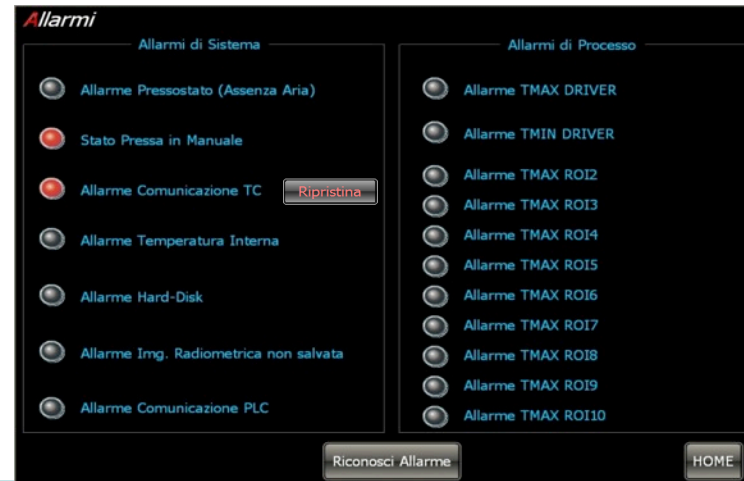 Allarmi
Allarmi di Sistema
Allarme Pressostato (Assenza Aria)
Stato Pressa in Manuale
Allarme Comunicazione TC
Ripristina
Allarme Temperatura Interna
Allarme Hard-Disk
Allarme Img. Radiometrica non salvata
Allarme Comunicazione PLC
Allarmi di Processo
Allarme TMAX DRIVER
Allarme TMIN DRIVER
Allarme TMAX ROI2
Allarme TMAX ROI3
Allarme TMAX ROI4
Allarme TMAX ROI5
Allarme TMAX ROI6
Allarme TMAX ROI7
Allarme TMAX ROI8
Allarme TMAX ROI9
Allarme TMAX ROI10
Riconosci Allarme
HOME